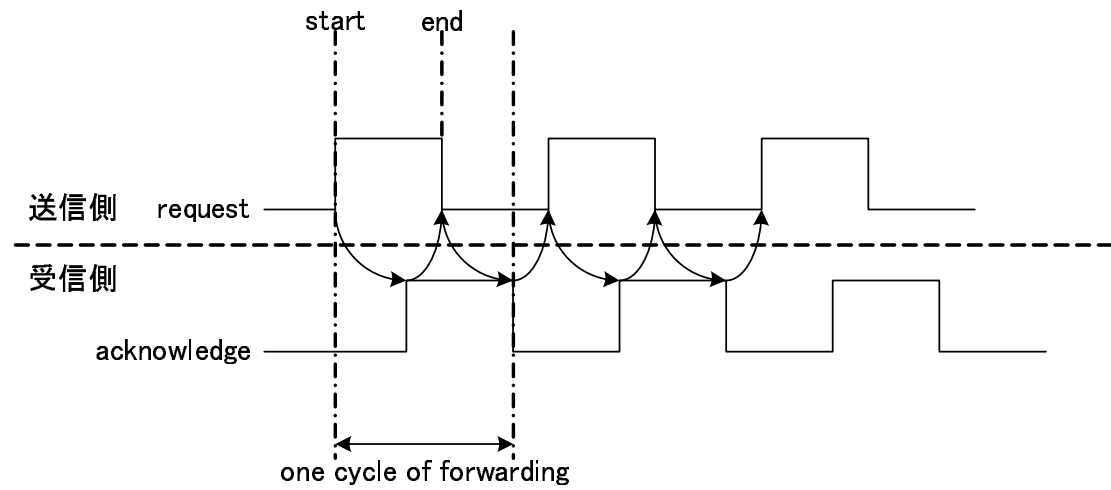 start
end
送信側
request
受信側
acknowledge
one cycle of forwarding